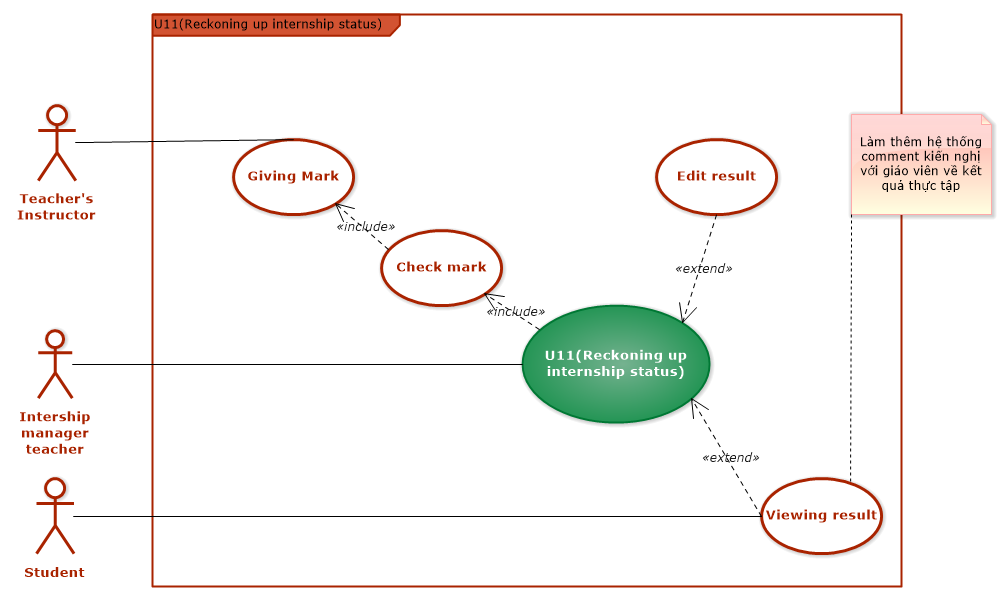 U11(Reckoning up internship status)
Teacher's
Instructor
Giving Mark
Edit result
Làm thêm hệ thống
comment kiến nghị
với giáo viên về kết
quả thực tập
«include»
Check mark
«extend»
«include»
U11(Reckoning up
internship status)
Intership
manager
teacher
«extend»
Viewing result
Student